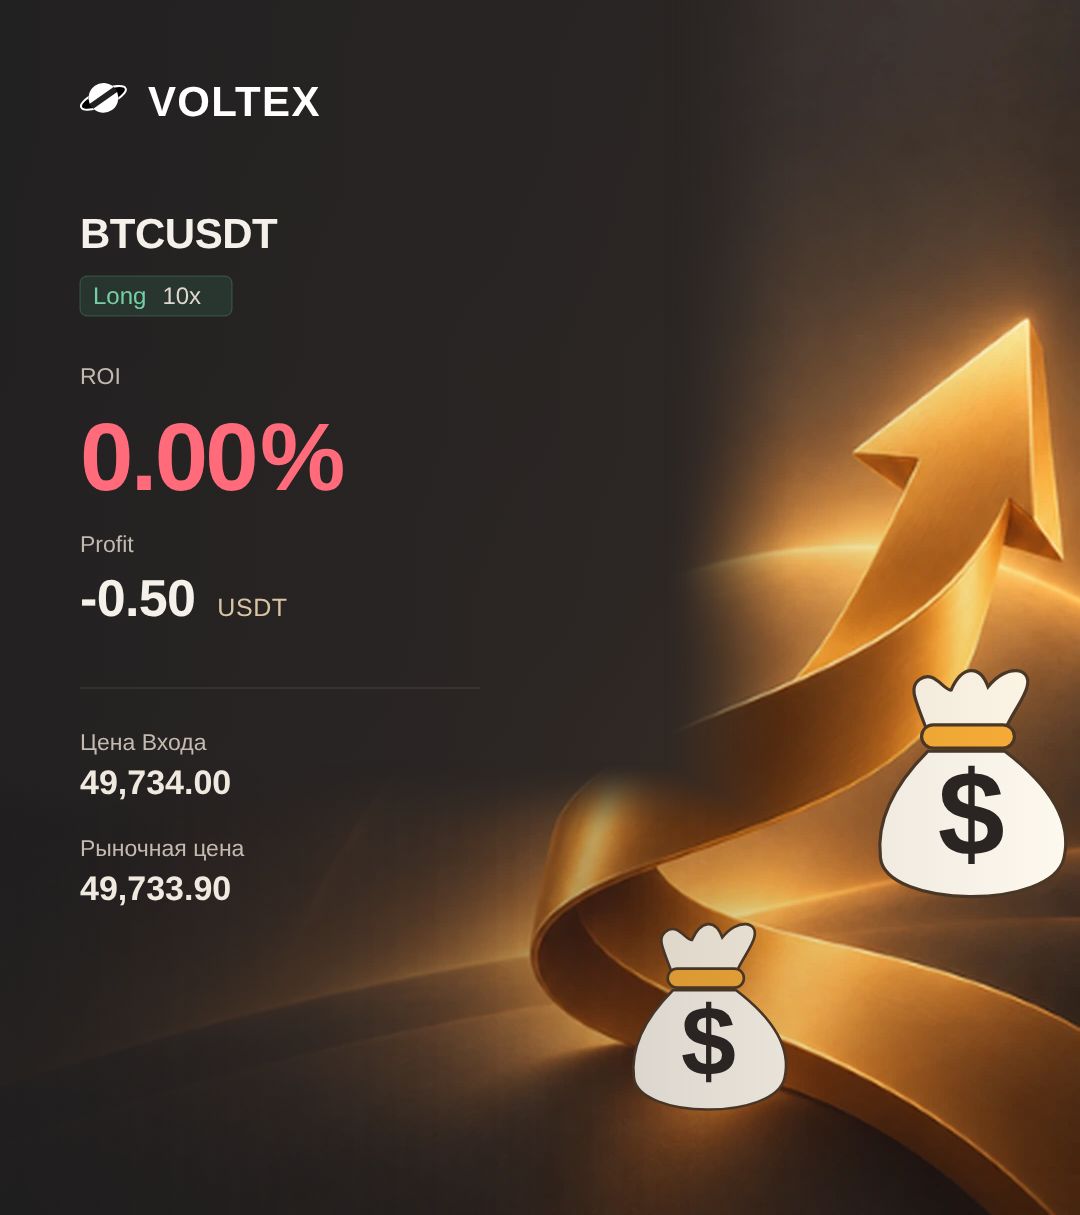 VOLTEX
BTCUSDT
Long 10x
ROI
0.00%
Profit
-0.50 USDT
Цена Входа
49,734.00
Рыночная цена
49,733.90
$
$